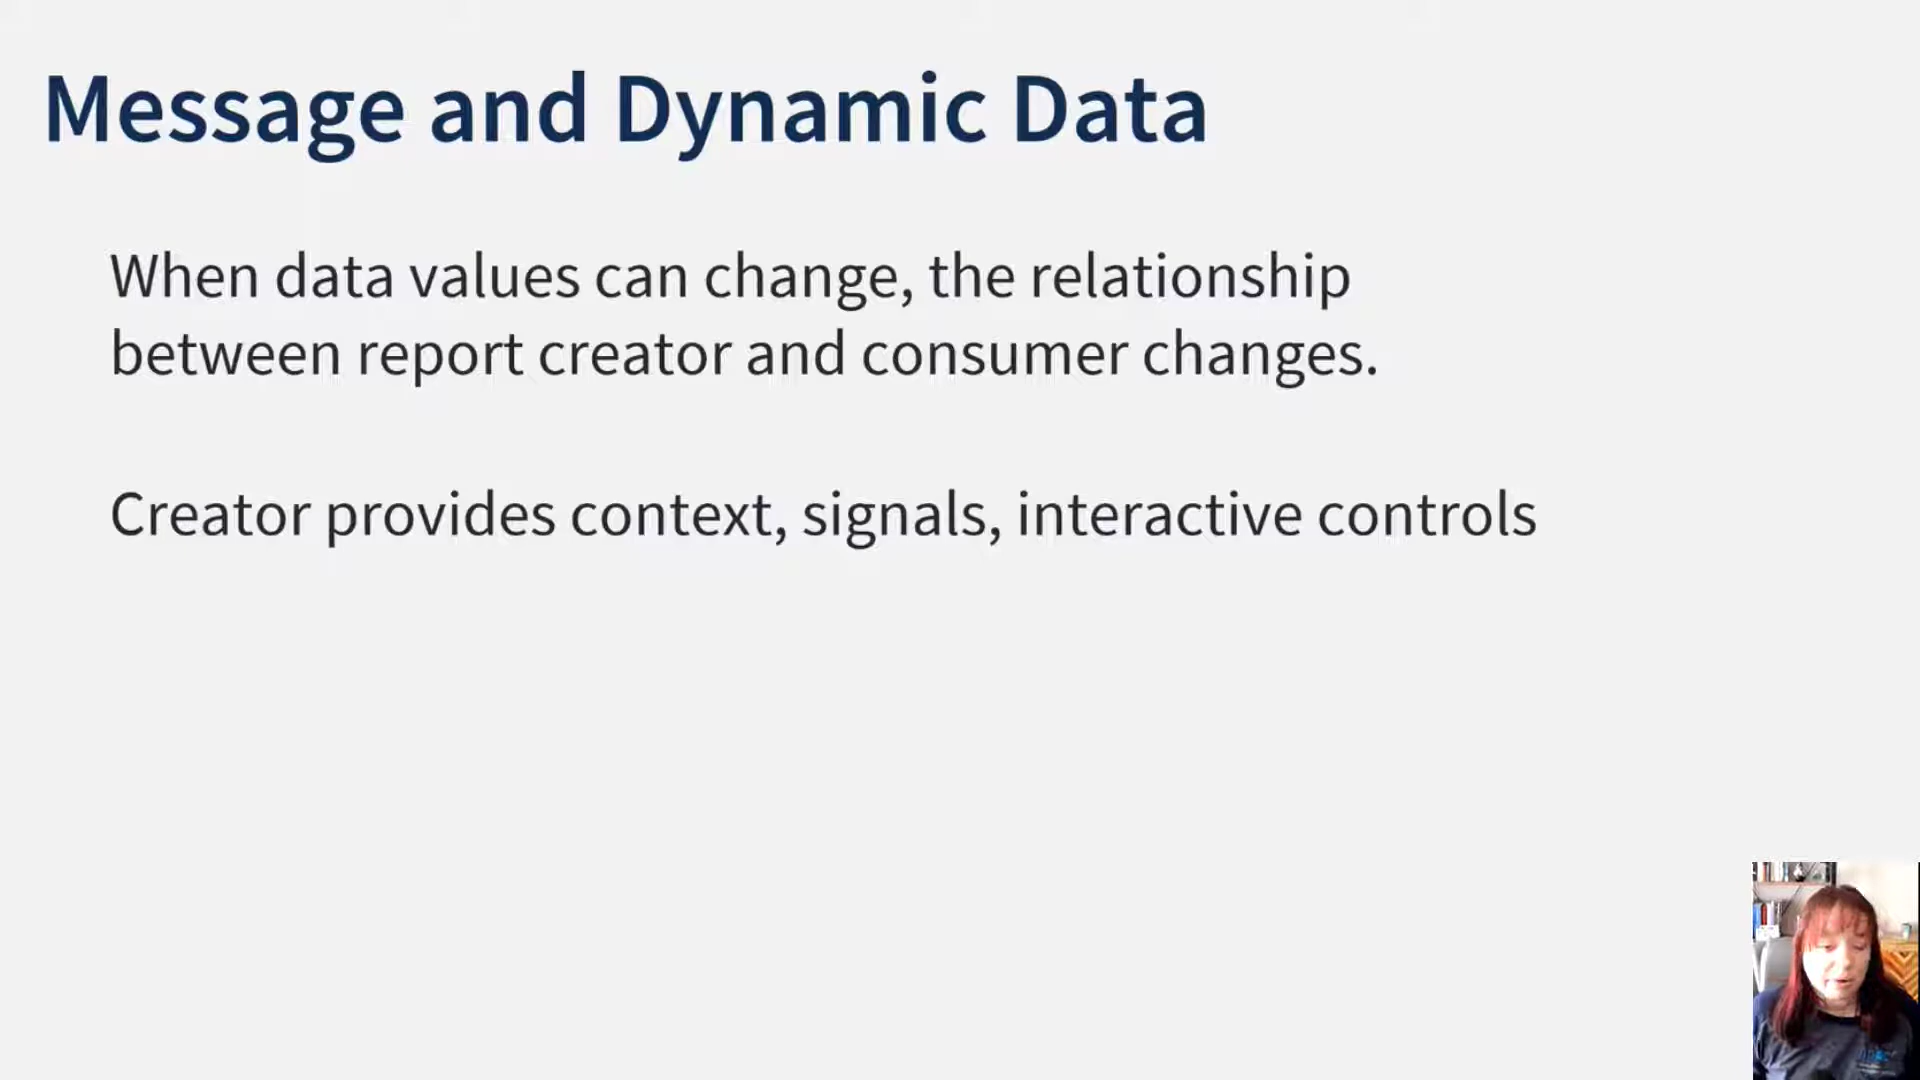 Message and Dynamic Data
When data values can change, the relationship
between report creator and consumer changes.
Creator provides context, signals, interactive controls